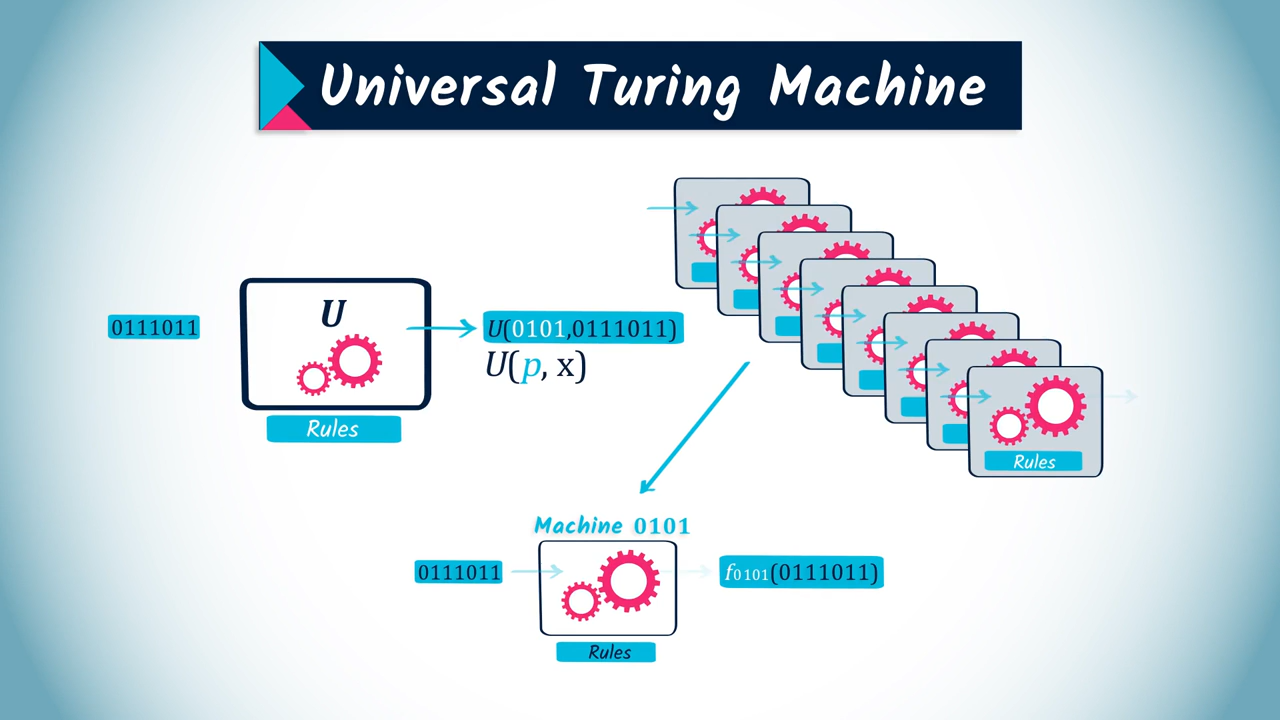 Universal Turing Machine
0111011
U
U(0101,0111011)
U(p, x)
Rules
Rules
Machine 0101
0111011
f0101(0111011)
Rules